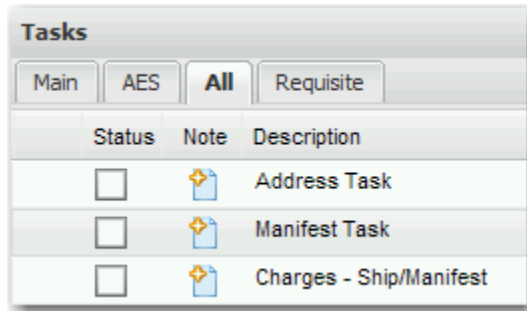 Tasks
Main AES All Requisite
Status Note Description
Address Task
Manifest Task
Charges - Ship/Manifest